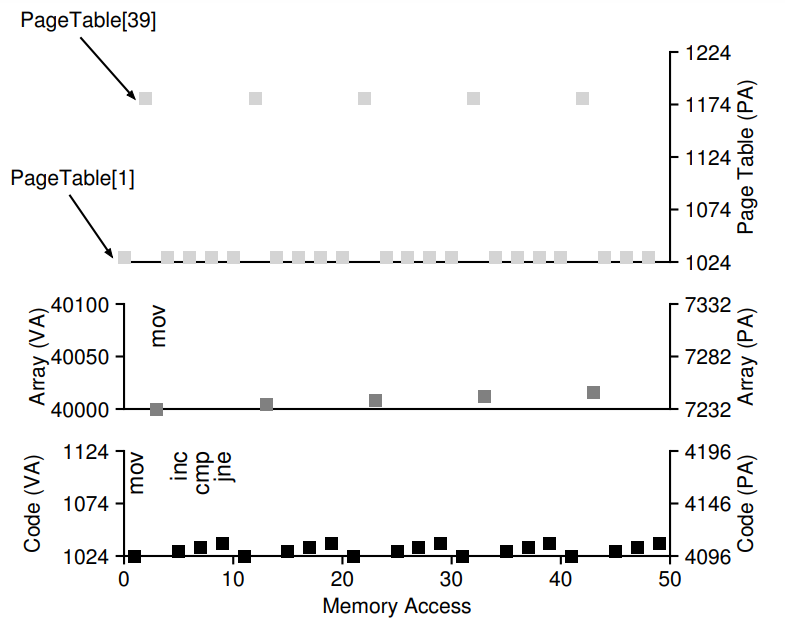 PageTable[39]
1224
1174
1124
1074
1024
Page Table (PA)
PageTable[1]
40100
40050
40000
Array (VA)
mov
7332
7282
7232
Array (PA)
1124
1074
1024
Code (VA)
mov
inc
cmp
jne
4196
4146
4096
Code (PA)
0 10 20 30 40 50
Memory Access